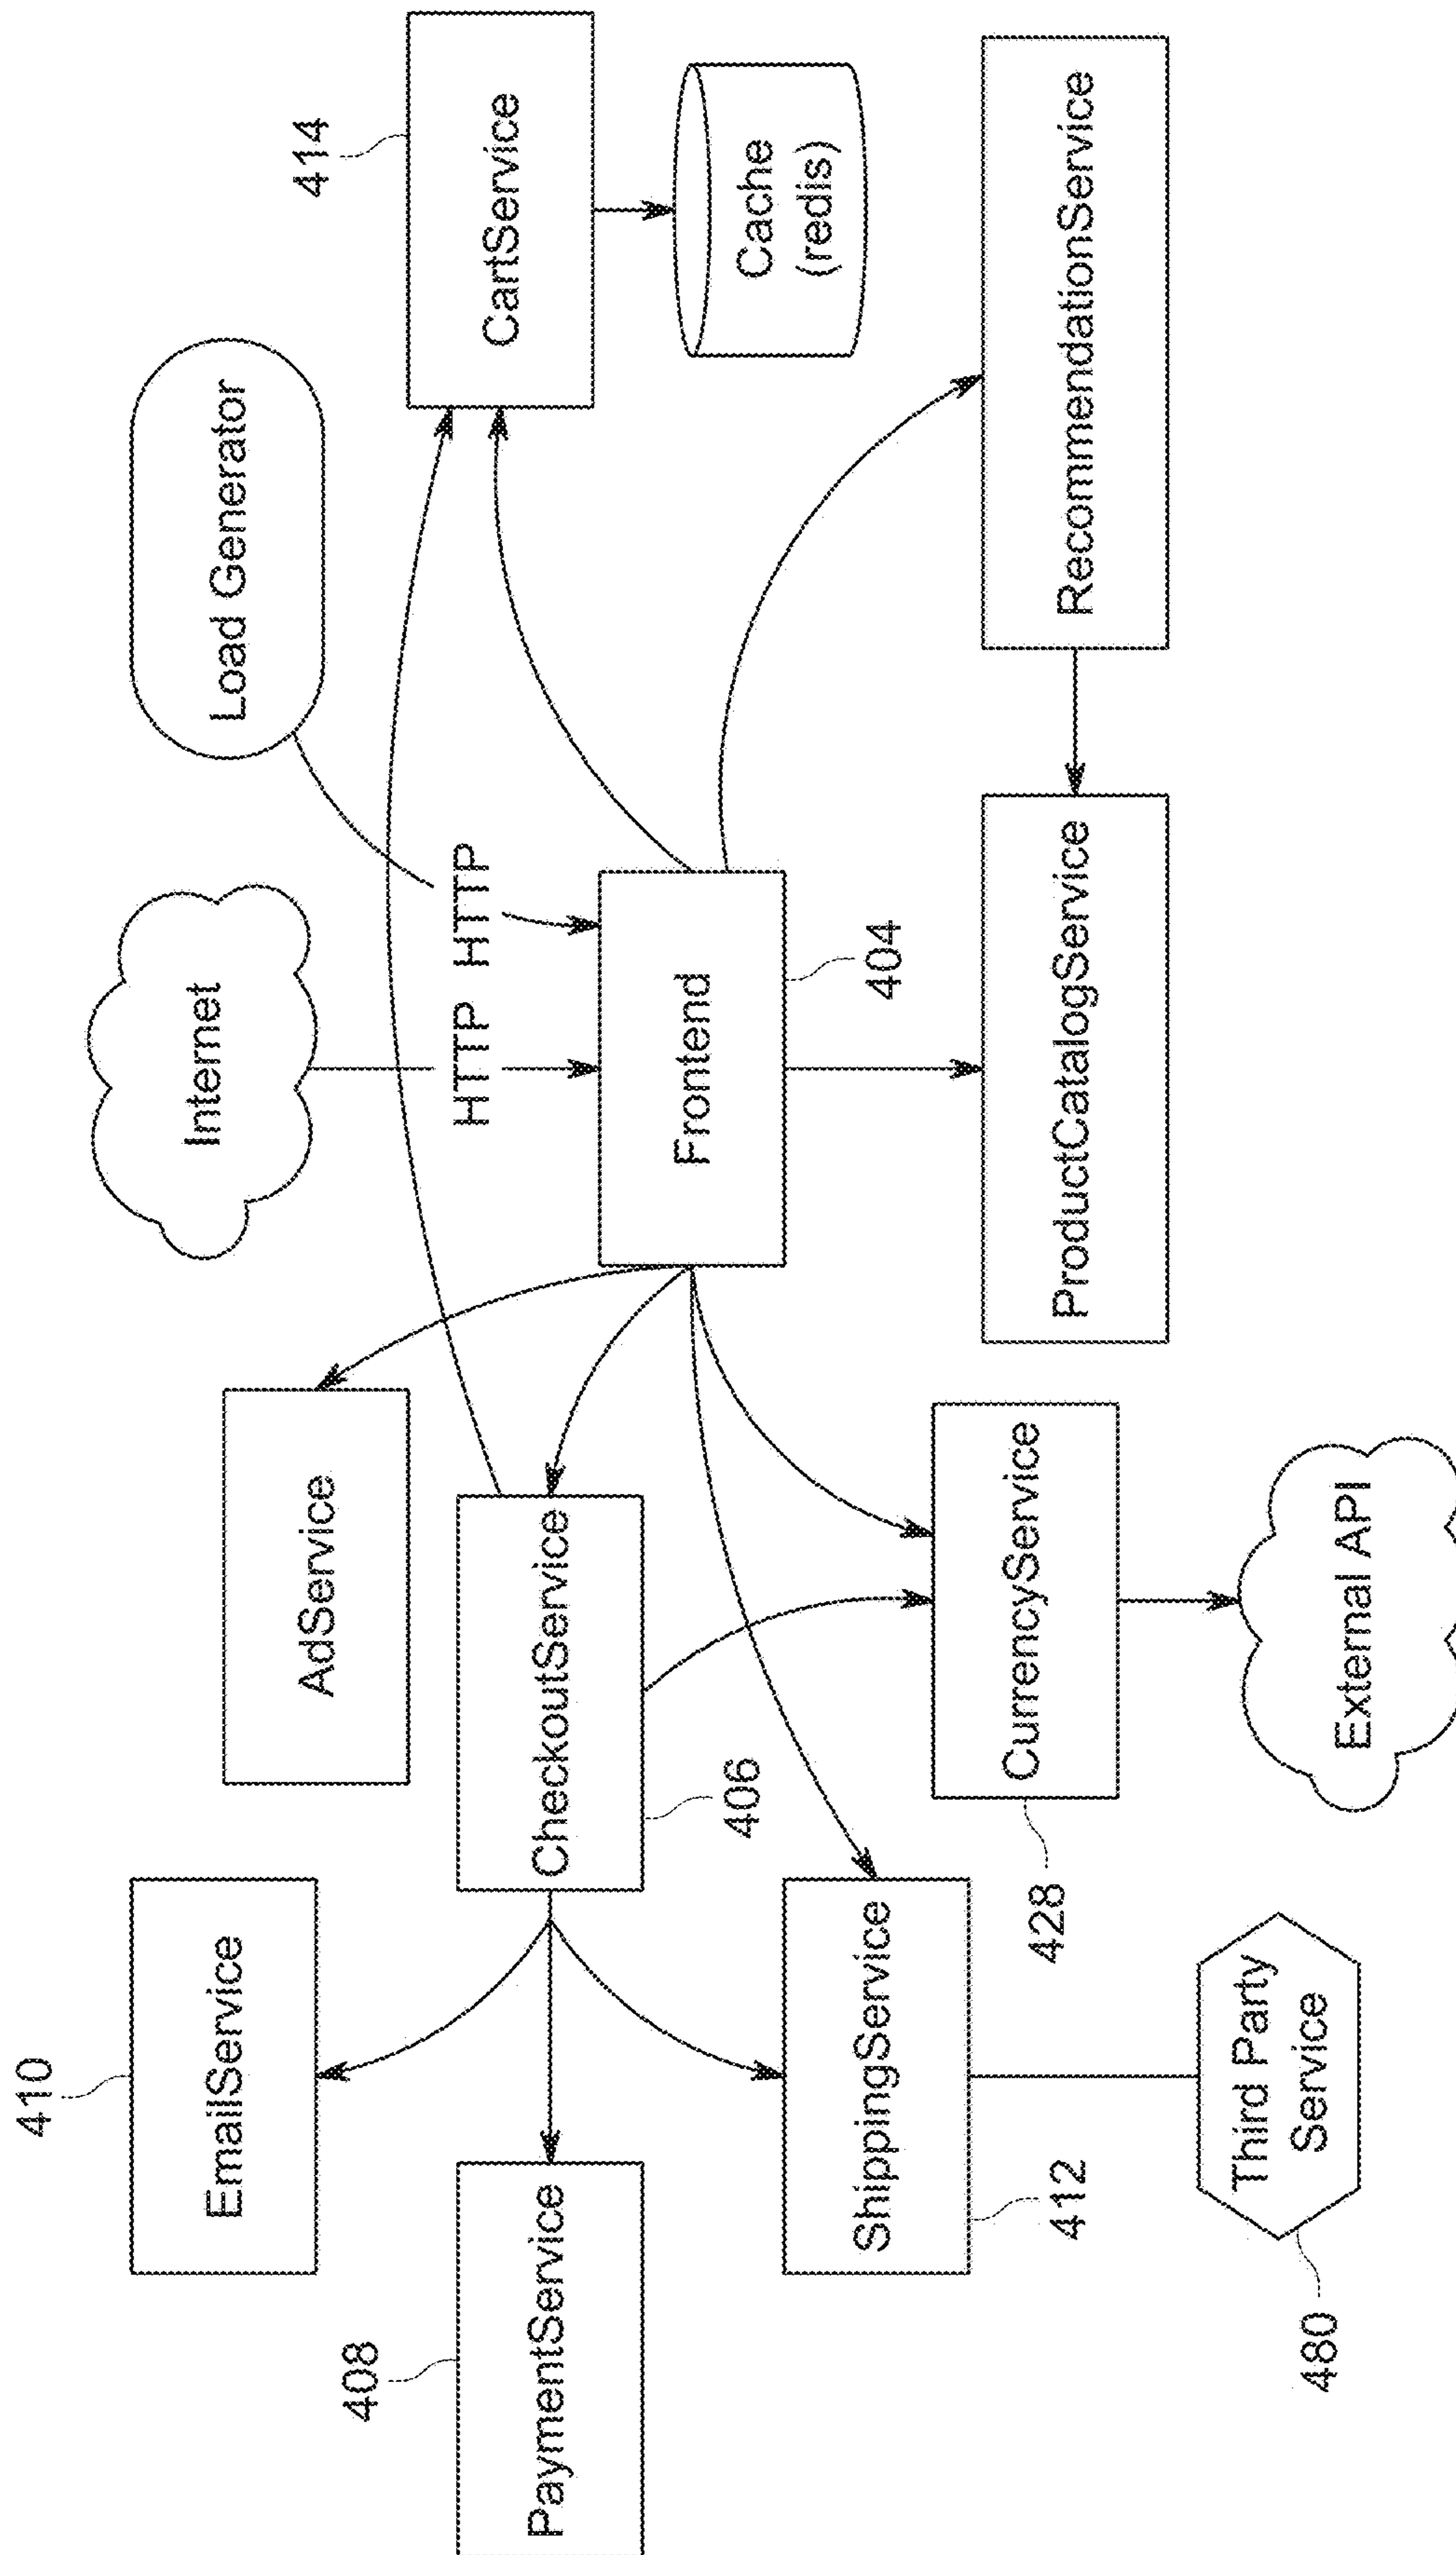 410
EmailService
408
PaymentService
AdService
CheckoutService
406
ShippingService
412
Third Party
Service
480
CurrencyService
428
External API
Internet
Load Generator
HTTP
HTTP
Frontend
404
414
CartService
Cache
(redis)
ProductCatalogService
RecommendationService